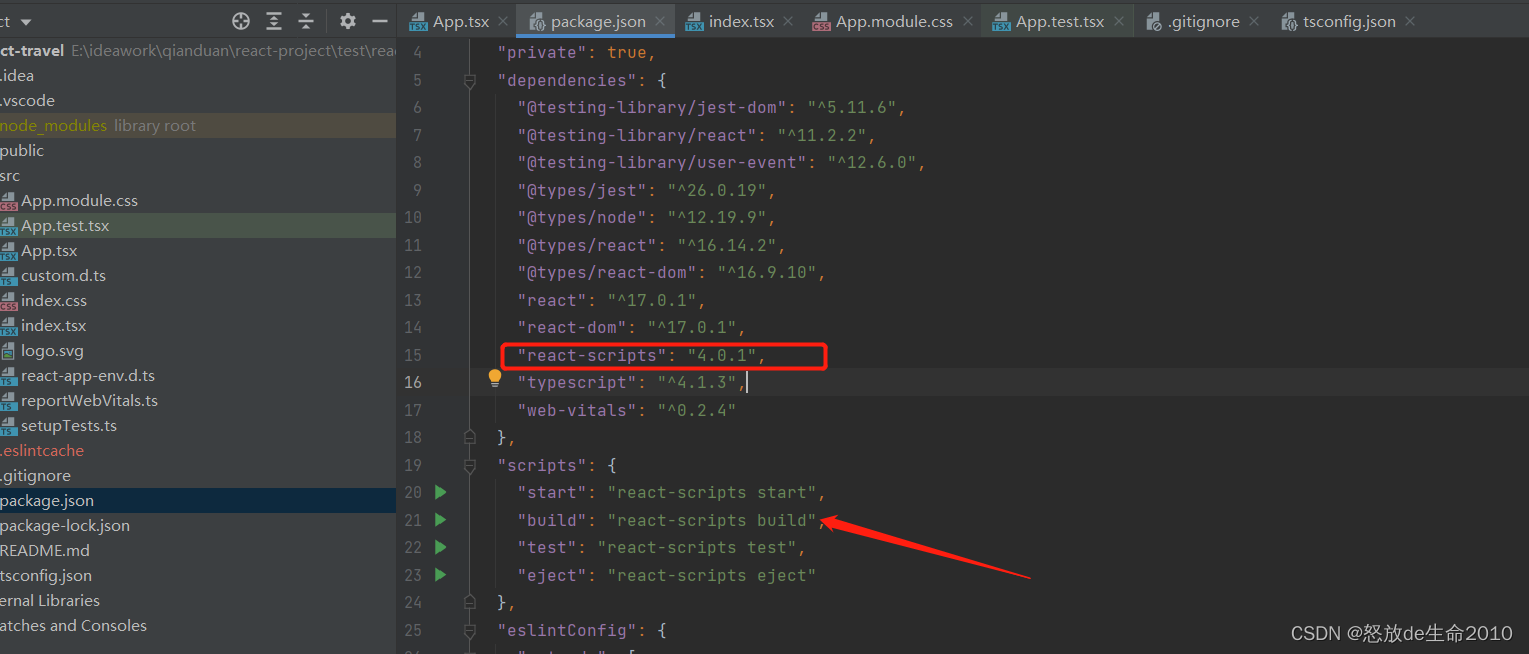 ct
App.tsx
package.json
index.tsx
App.module.css
App.test.tsx
.gitignore
tsconfig.json
ct-travel E:\ideawork\qianduan\react-project\test\rea
.idea
.vscode
node_modules library root
public
src
App.module.css
App.test.tsx
App.tsx
custom.d.ts
index.css
index.tsx
logo.svg
react-app-env.d.ts
reportWebVitals.ts
setupTests.ts
.eslintcache
.gitignore
package.json
package-lock.json
README.md
tsconfig.json
ernal Libraries
atches and Consoles
4 "private": true,
5 "dependencies": {
6 "@testing-library/jest-dom": "^5.11.6",
7 "@testing-library/react": "^11.2.2",
8 "@testing-library/user-event": "^12.6.0",
9 "@types/jest": "^26.0.19",
10 "@types/node": "^12.19.9",
11 "@types/react": "^16.14.2",
12 "@types/react-dom": "^16.9.10",
13 "react": "^17.0.1",
14 "react-dom": "^17.0.1",
15 "react-scripts": "4.0.1",
16 "typescript": "^4.1.3",
17 "web-vitals": "^0.2.4"
18 },
19 "scripts": {
20 "start": "react-scripts start",
21 "build": "react-scripts build",
22 "test": "react-scripts test",
23 "eject": "react-scripts eject"
24 },
25 "eslintConfig": {
CSDN @怒放de生命2010